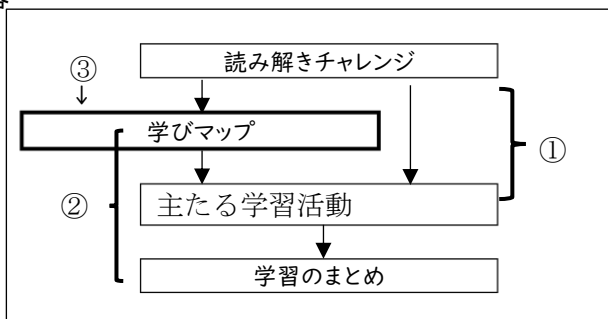 ③
読み解きチャレンジ
↓
学びマップ
①
②
主たる学習活動
学習のまとめ